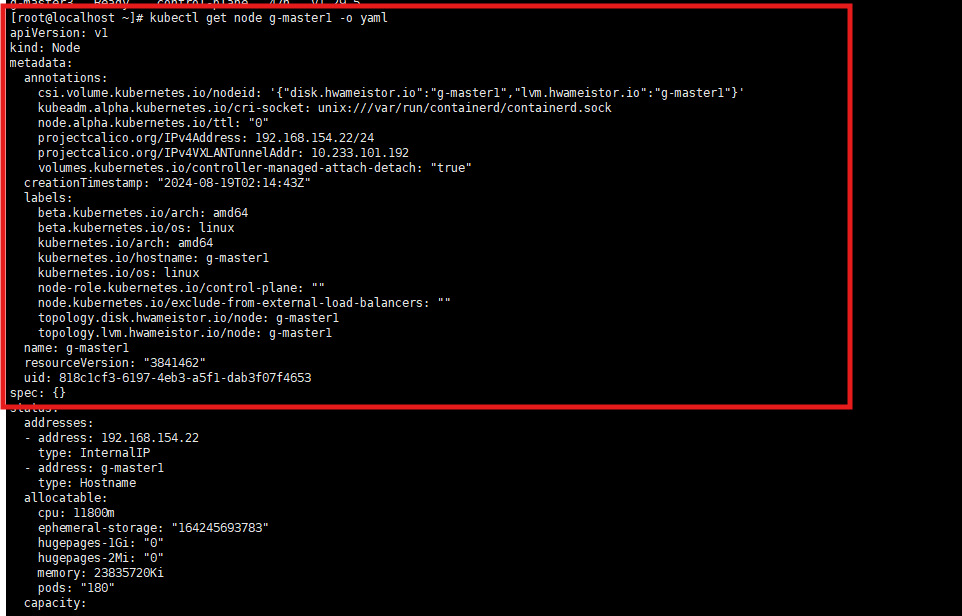 g-master3   Ready    control-plane   47h   v1.29.5
[root@localhost ~]# kubectl get node g-master1 -o yaml
apiVersion: v1
kind: Node
metadata:
  annotations:
    csi.volume.kubernetes.io/nodeid: '{"disk.hwameistor.io":"g-master1","lvm.hwameistor.io":"g-master1"}'
    kubeadm.alpha.kubernetes.io/cri-socket: unix:///var/run/containerd/containerd.sock
    node.alpha.kubernetes.io/ttl: "0"
    projectcalico.org/IPv4Address: 192.168.154.22/24
    projectcalico.org/IPv4VXLANTunnelAddr: 10.233.101.192
    volumes.kubernetes.io/controller-managed-attach-detach: "true"
  creationTimestamp: "2024-08-19T02:14:43Z"
  labels:
    beta.kubernetes.io/arch: amd64
    beta.kubernetes.io/os: linux
    kubernetes.io/arch: amd64
    kubernetes.io/hostname: g-master1
    kubernetes.io/os: linux
    node-role.kubernetes.io/control-plane: ""
    node.kubernetes.io/exclude-from-external-load-balancers: ""
    topology.disk.hwameistor.io/node: g-master1
    topology.lvm.hwameistor.io/node: g-master1
  name: g-master1
  resourceVersion: "3841462"
  uid: 818c1cf3-6197-4eb3-a5f1-dab3f07f4653
spec: {}
status:
  addresses:
  - address: 192.168.154.22
    type: InternalIP
  - address: g-master1
    type: Hostname
  allocatable:
    cpu: 11800m
    ephemeral-storage: "164245693783"
    hugepages-1Gi: "0"
    hugepages-2Mi: "0"
    memory: 23835720Ki
    pods: "180"
  capacity: